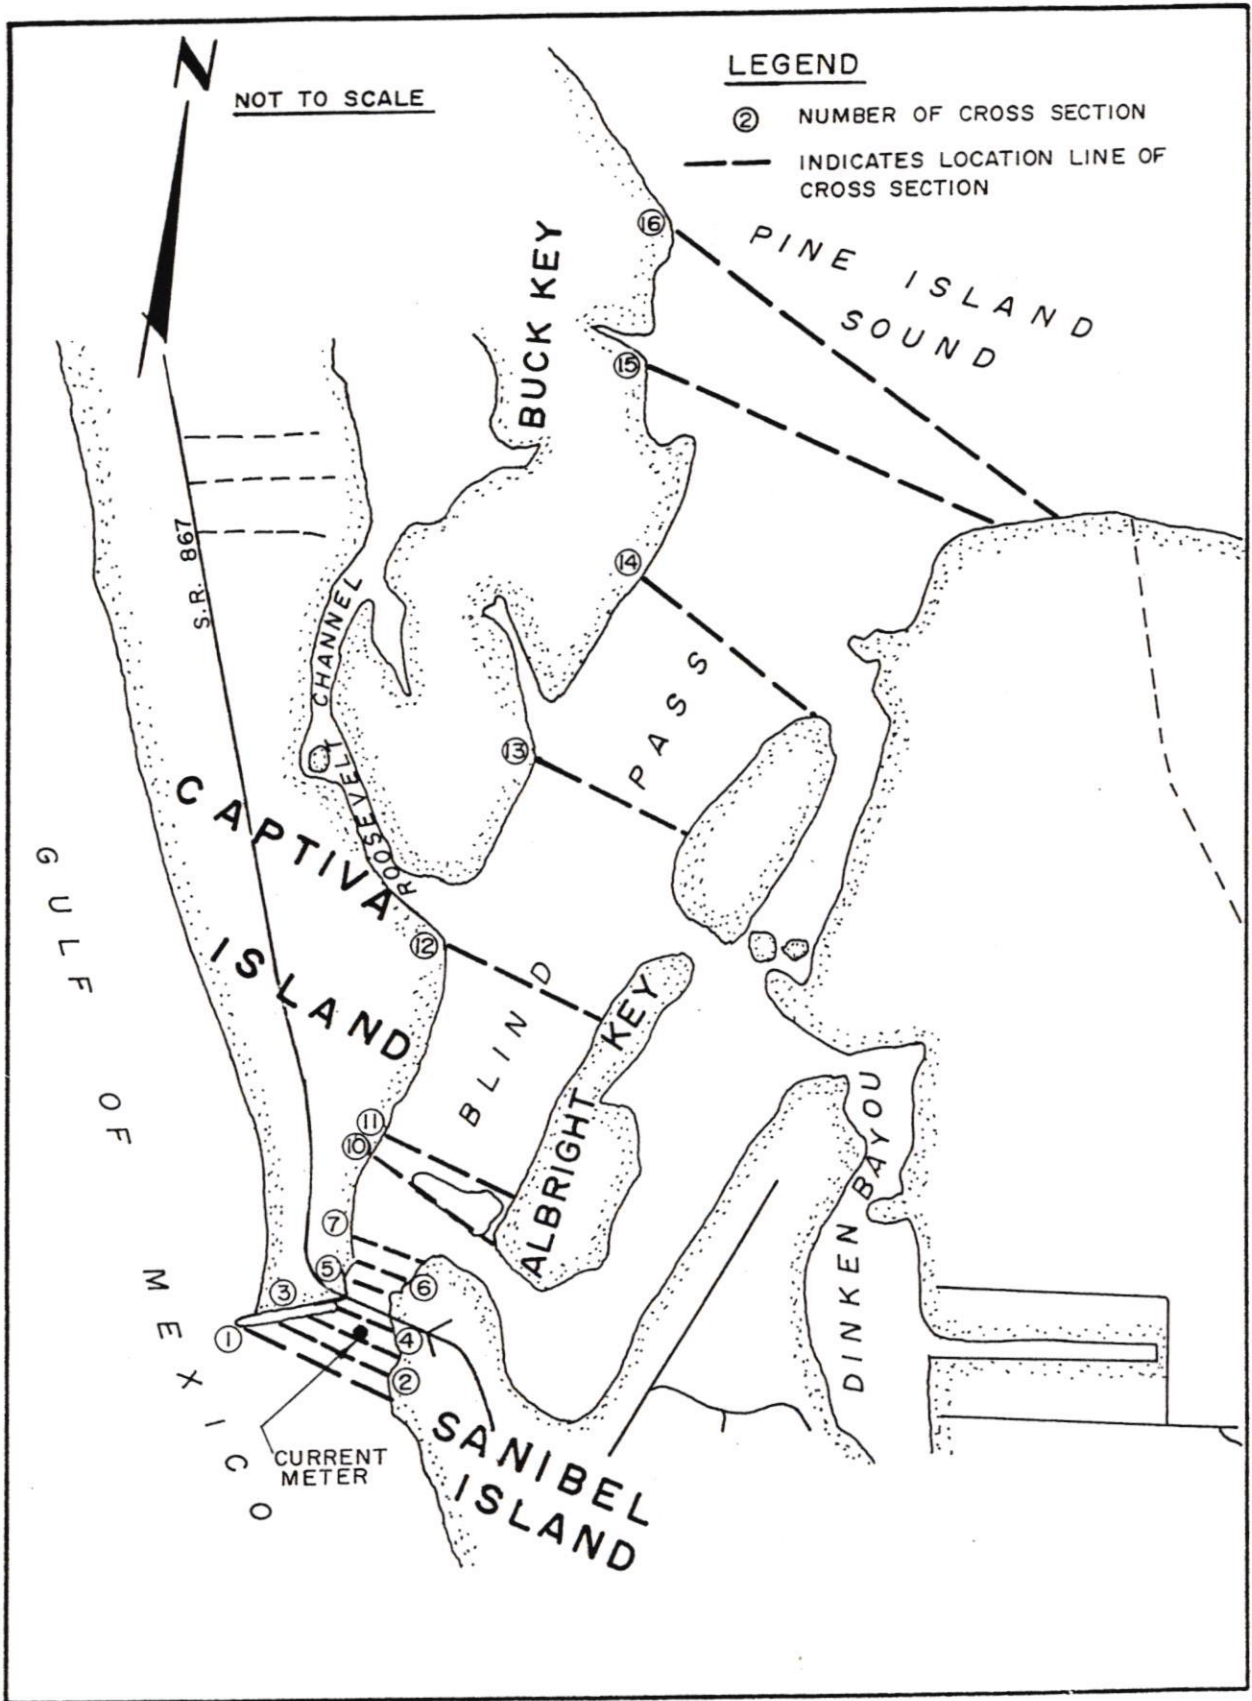 N
NOT TO SCALE
LEGEND
② NUMBER OF CROSS SECTION
INDICATES LOCATION LINE OF
CROSS SECTION
16
PINE ISLAND
SOUND
BUCK KEY
15
S.R. 867
14
ROOSEVELT CHANNEL
13
BLIND PASS
CAPTIVA
ISLAND
GULF OF MEXICO
12
ALBRIGHT KEY
11
10
DINKEN BAYOU
7
5
6
3
1
4
2
CURRENT
METER
SANIBEL
ISLAND